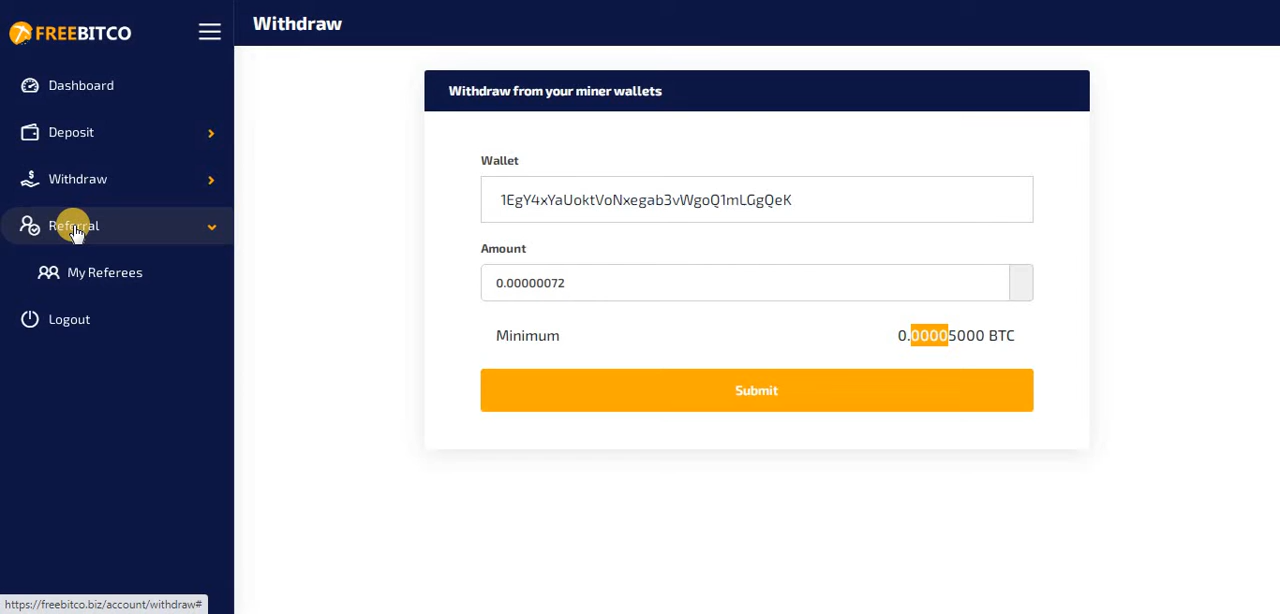 FREEBITCO
Withdraw
Dashboard
Deposit
Withdraw
Referral
My Referees
Logout
Withdraw from your miner wallets
Wallet
1EgY4xYaUoktVoNxegab3vWgoQ1mLGgQeK
Amount
0.00000072
Minimum 0.00005000 BTC
Submit
https://freebitco.biz/account/withdraw#